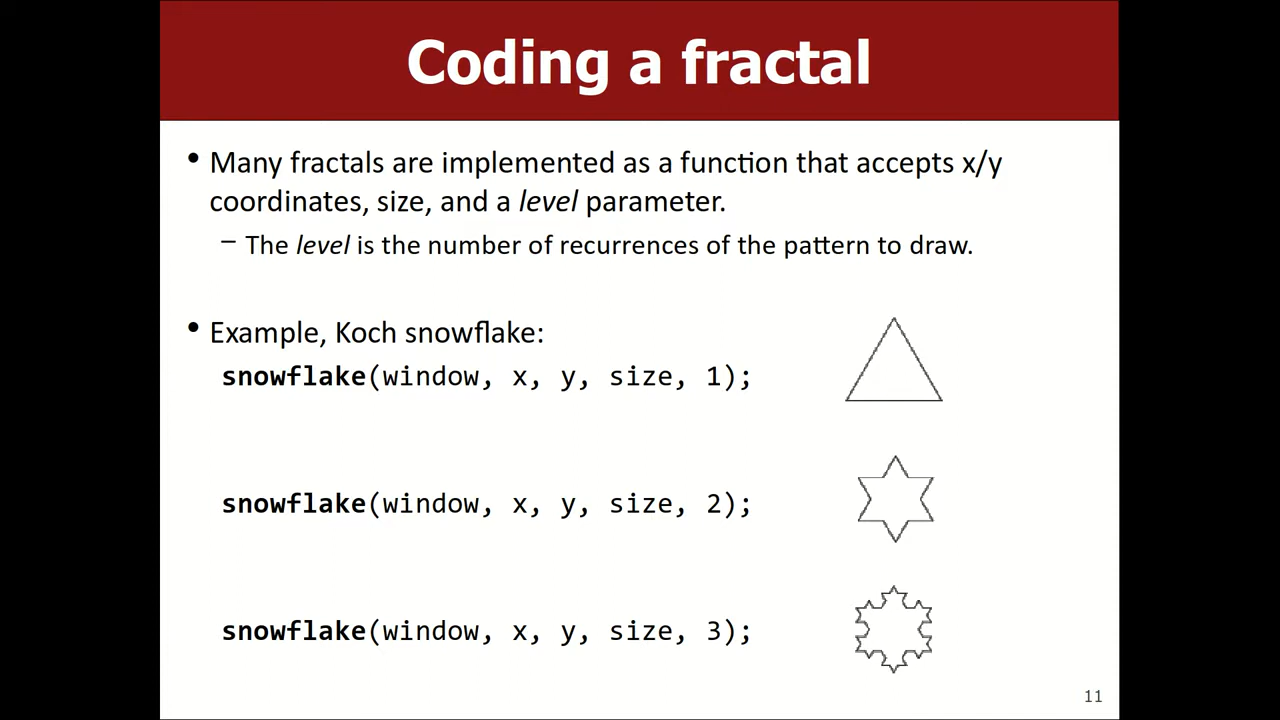 Coding a fractal
• Many fractals are implemented as a function that accepts x/y
coordinates, size, and a level parameter.
– The level is the number of recurrences of the pattern to draw.
• Example, Koch snowflake:
snowflake(window, x, y, size, 1);
snowflake(window, x, y, size, 2);
snowflake(window, x, y, size, 3);
11